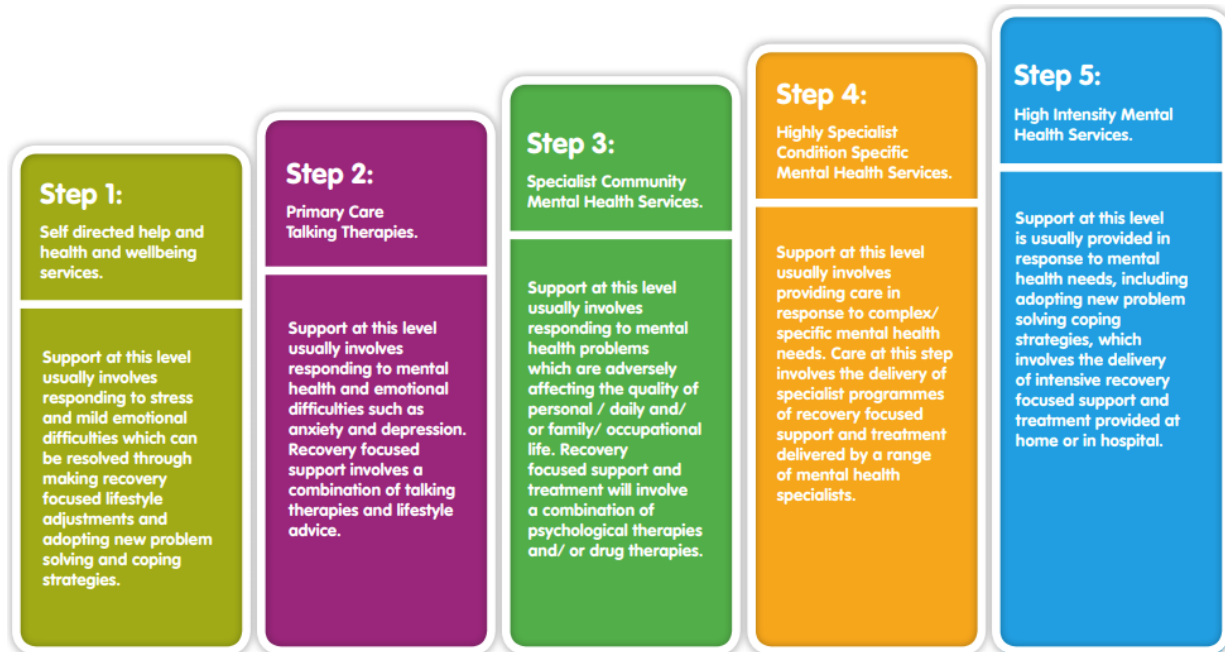 Step 1:
Self directed help and
health and wellbeing
services.
Support at this level
usually involves
responding to stress
and mild emotional
difficulties which can
be resolved through
making recovery
focused lifestyle
adjustments and
adopting new problem
solving and coping
strategies.
Step 2:
Primary Care
Talking Therapies.
Support at this level
usually involves
responding to mental
health and emotional
difficulties such as
anxiety and depression.
Recovery focused
support involves a
combination of talking
therapies and lifestyle
advice.
Step 3:
Specialist Community
Mental Health Services.
Support at this level
usually involves
responding to mental
health problems
which are adversely
affecting the quality of
personal / daily and/
or family/ occupational
life. Recovery
focused support and
treatment will involve
a combination of
psychological therapies
and/ or drug therapies.
Step 4:
Highly Specialist
Condition Specific
Mental Health Services.
Support at this level
usually involves
providing care in
response to complex/
specific mental health
needs. Care at this step
involves the delivery of
specialist programmes
of recovery focused
support and treatment
delivered by a range
of mental health
specialists.
Step 5:
High Intensity Mental
Health Services.
Support at this level
is usually provided in
response to mental
health needs, including
adopting new problem
solving coping
strategies, which
involves the delivery
of intensive recovery
focused support and
treatment provided at
home or in hospital.